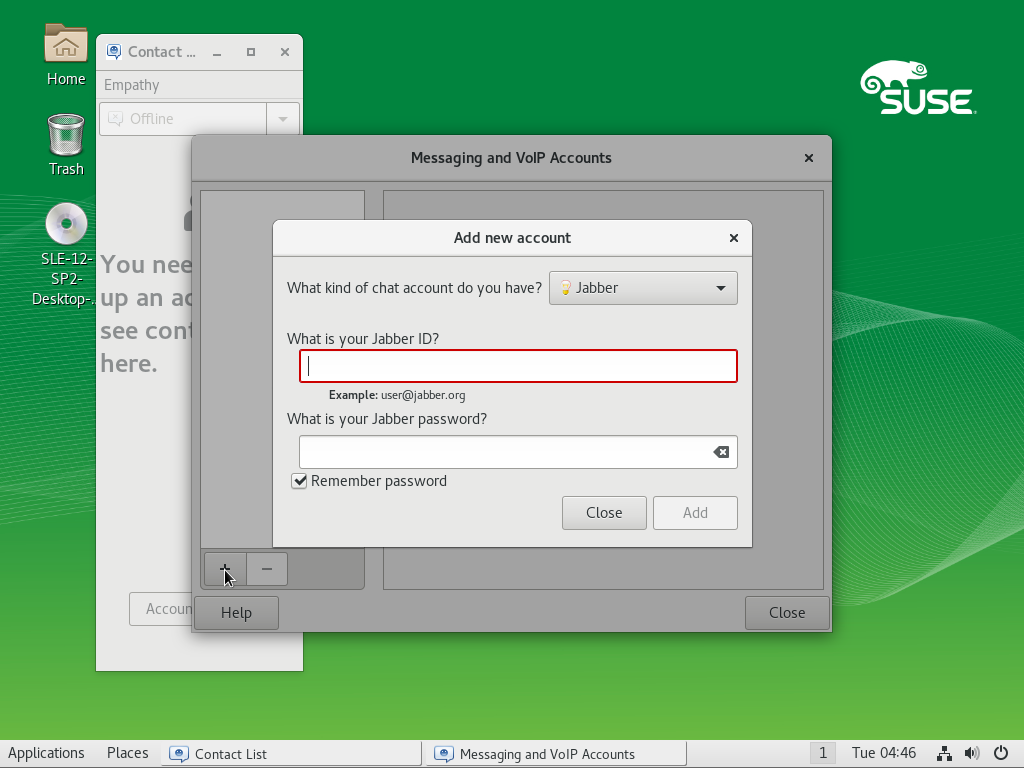 Home
Trash
SLE-12-
SP2-
Desktop-...
Contact ...
Empathy
Offline
You nee
up an ac
see cont
here.
Accoun
SUSE
Messaging and VoIP Accounts
Add new account
What kind of chat account do you have?
Jabber
What is your Jabber ID?
Example: user@jabber.org
What is your Jabber password?
Remember password
Close
Add
Help
Close
Applications
Places
Contact List
Messaging and VoIP Accounts
1
Tue 04:46